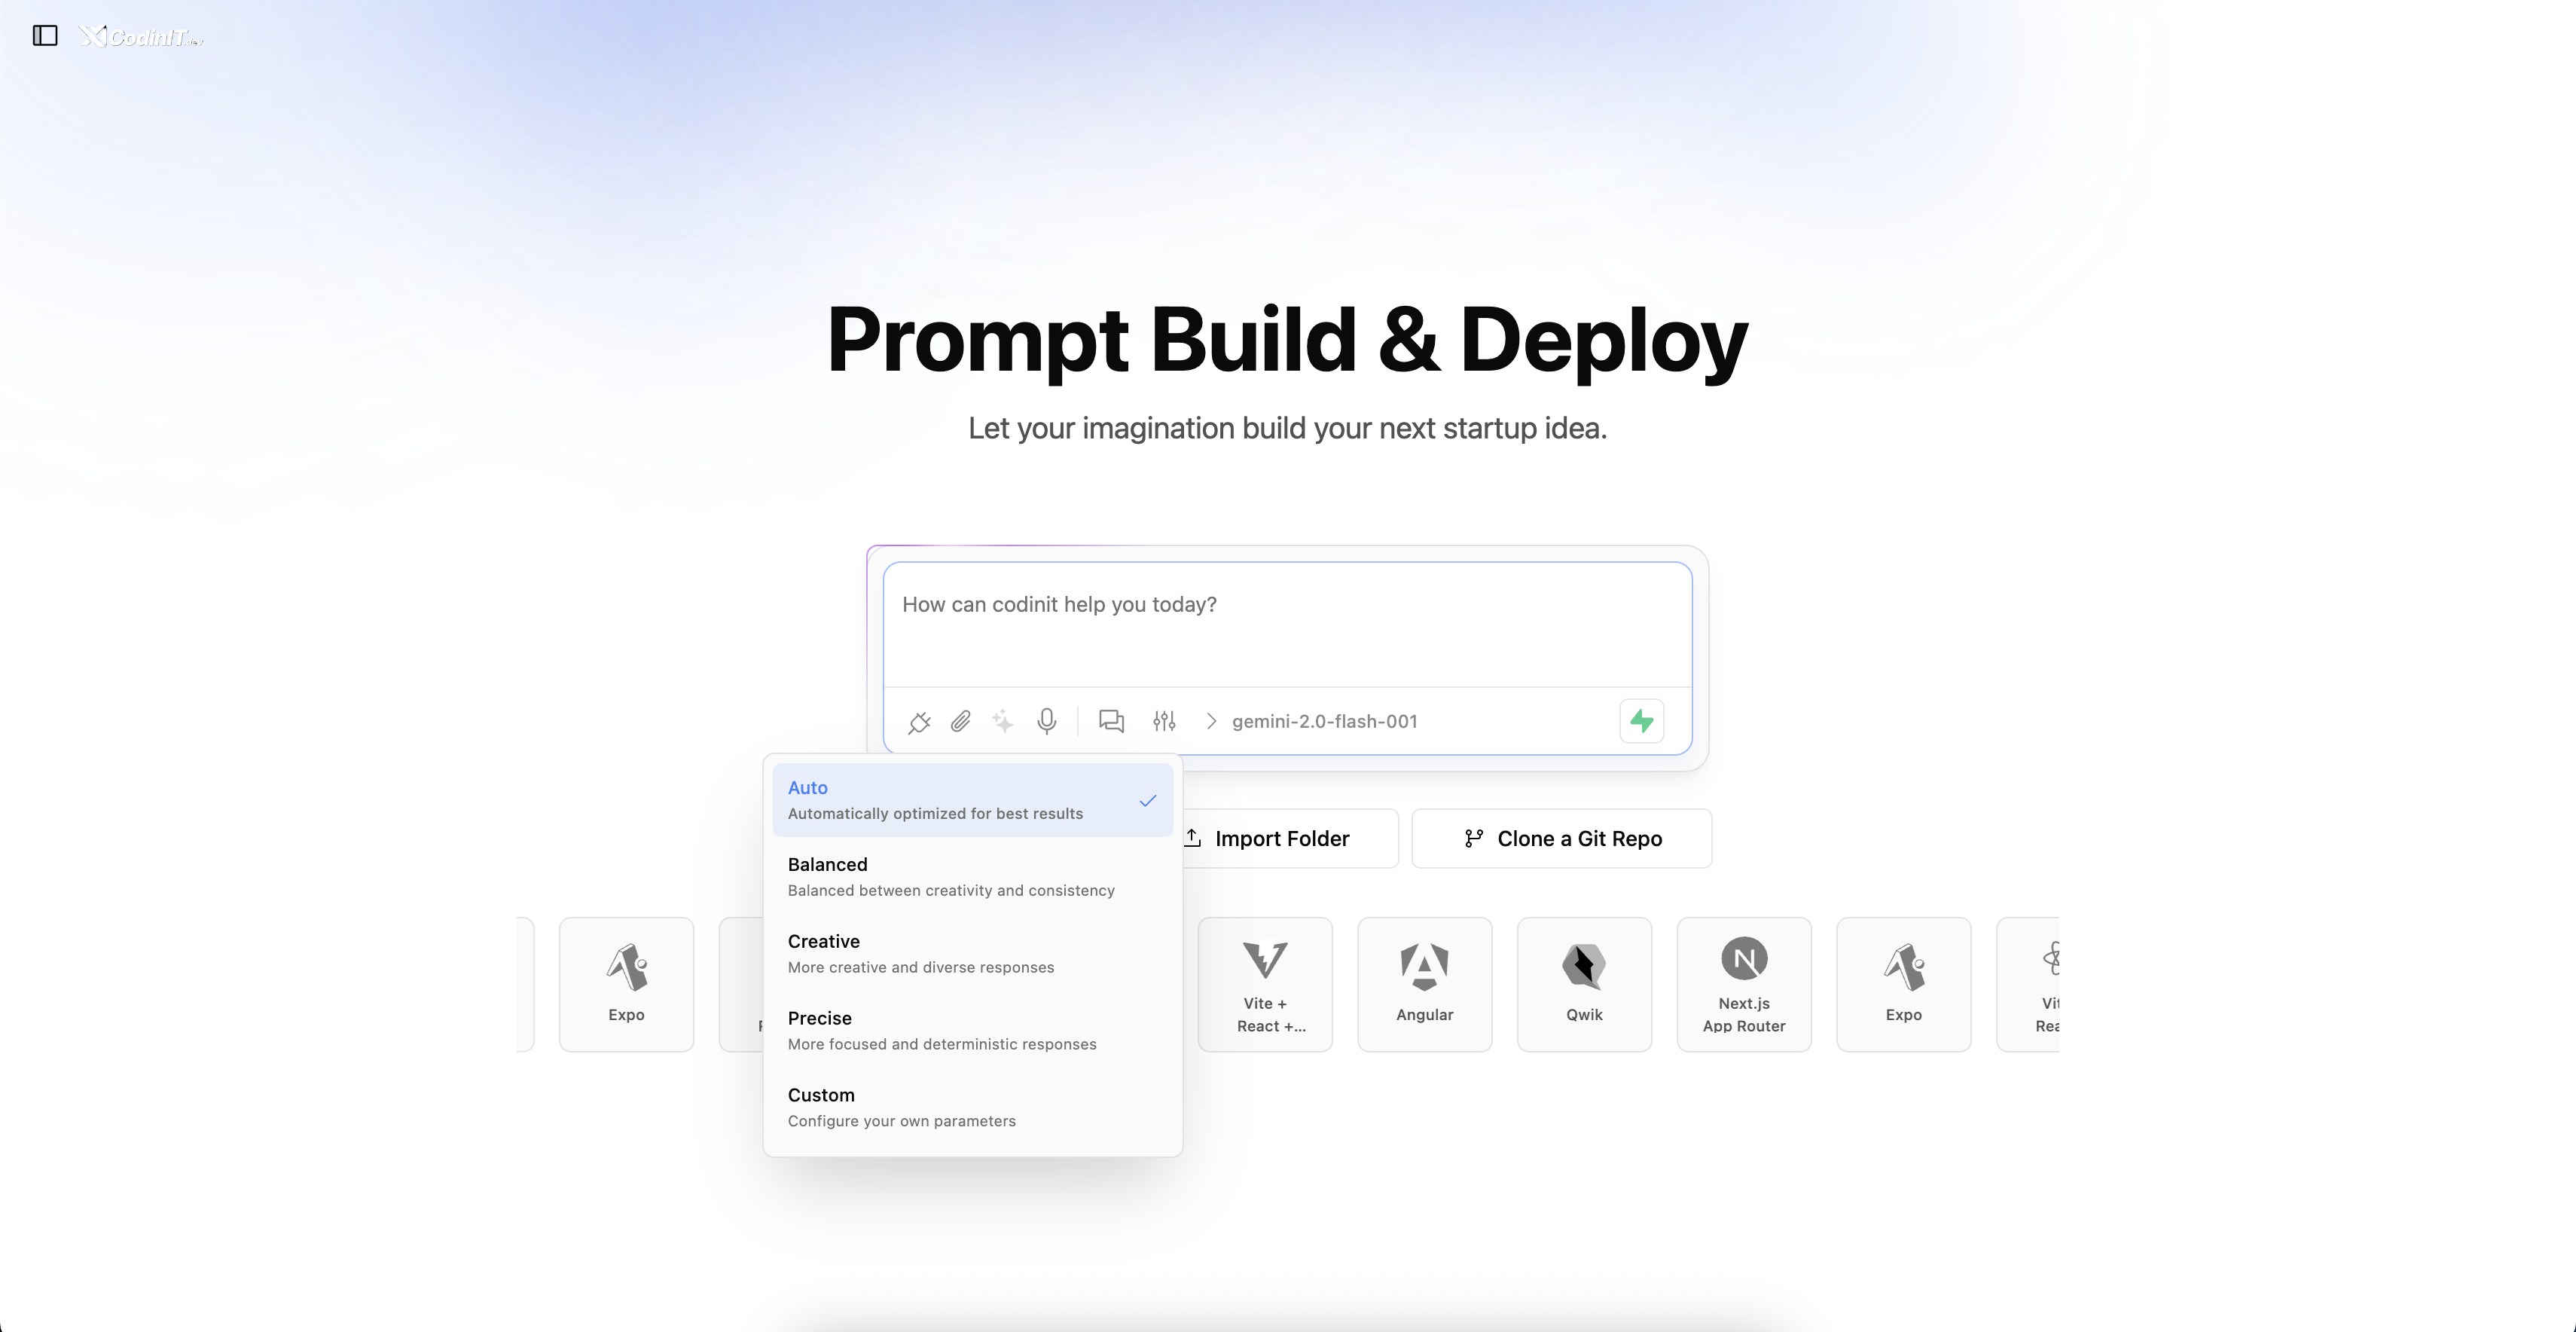 CodinIT.dev
Prompt Build & Deploy
Let your imagination build your next startup idea.
How can codinit help you today?
gemini-2.0-flash-001
Auto
Automatically optimized for best results
Balanced
Balanced between creativity and consistency
Creative
More creative and diverse responses
Precise
More focused and deterministic responses
Custom
Configure your own parameters
Import Folder
Clone a Git Repo
Expo
Vite +
React +...
Angular
Qwik
Next.js
App Router
Expo